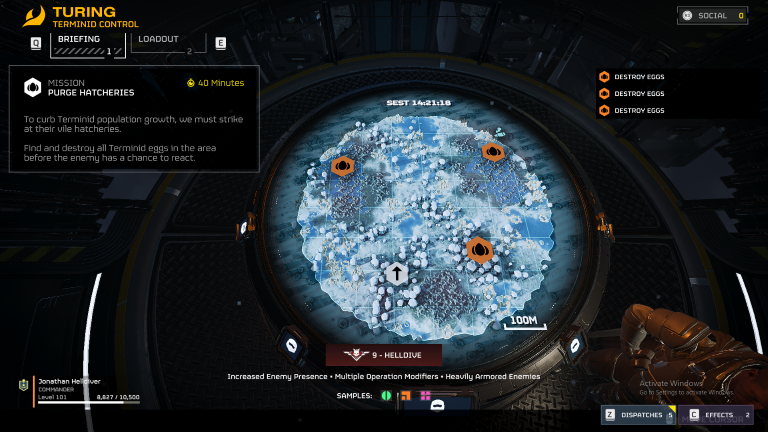 TURING
TERMINID CONTROL
SOCIAL 0
Q
BRIEFING
1
LOADOUT
2
E
MISSION
PURGE HATCHERIES
40 Minutes
To curb Terminid population growth, we must strike
at their vile hatcheries.
Find and destroy all Terminid eggs in the area
before the enemy has a chance to react.
DESTROY EGGS
DESTROY EGGS
DESTROY EGGS
SEST 14:21:18
100M
9 - HELLDIVE
Increased Enemy Presence • Multiple Operation Modifiers • Heavily Armored Enemies
SAMPLES:
Jonathan Helldiver
COMMANDER
Level 101
8,827 / 10,500
Activate Windows
Go to Settings to activate Windows.
Z DISPATCHES 5
C EFFECTS 2
CURSOR